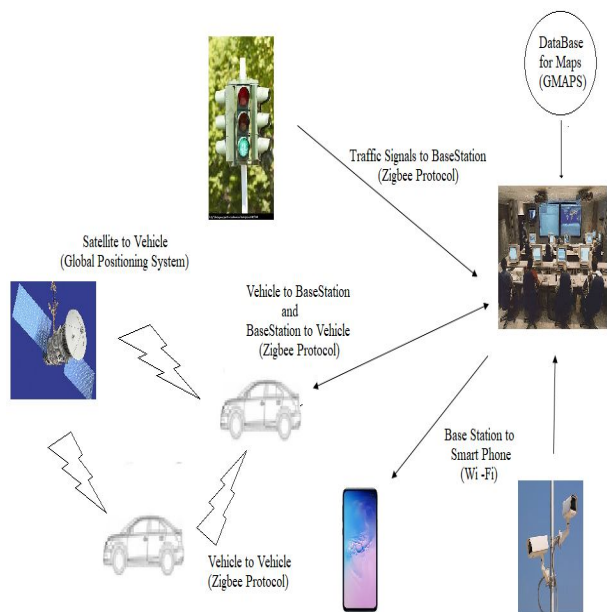 DataBase
for Maps
(GMAPS)
Traffic Signals to BaseStation
(Zigbee Protocol)
Satellite to Vehicle
(Global Positioning System)
Vehicle to BaseStation
and
BaseStation to Vehicle
(Zigbee Protocol)
Base Station to
Smart Phone
(Wi -Fi)
Vehicle to Vehicle
(Zigbee Protocol)